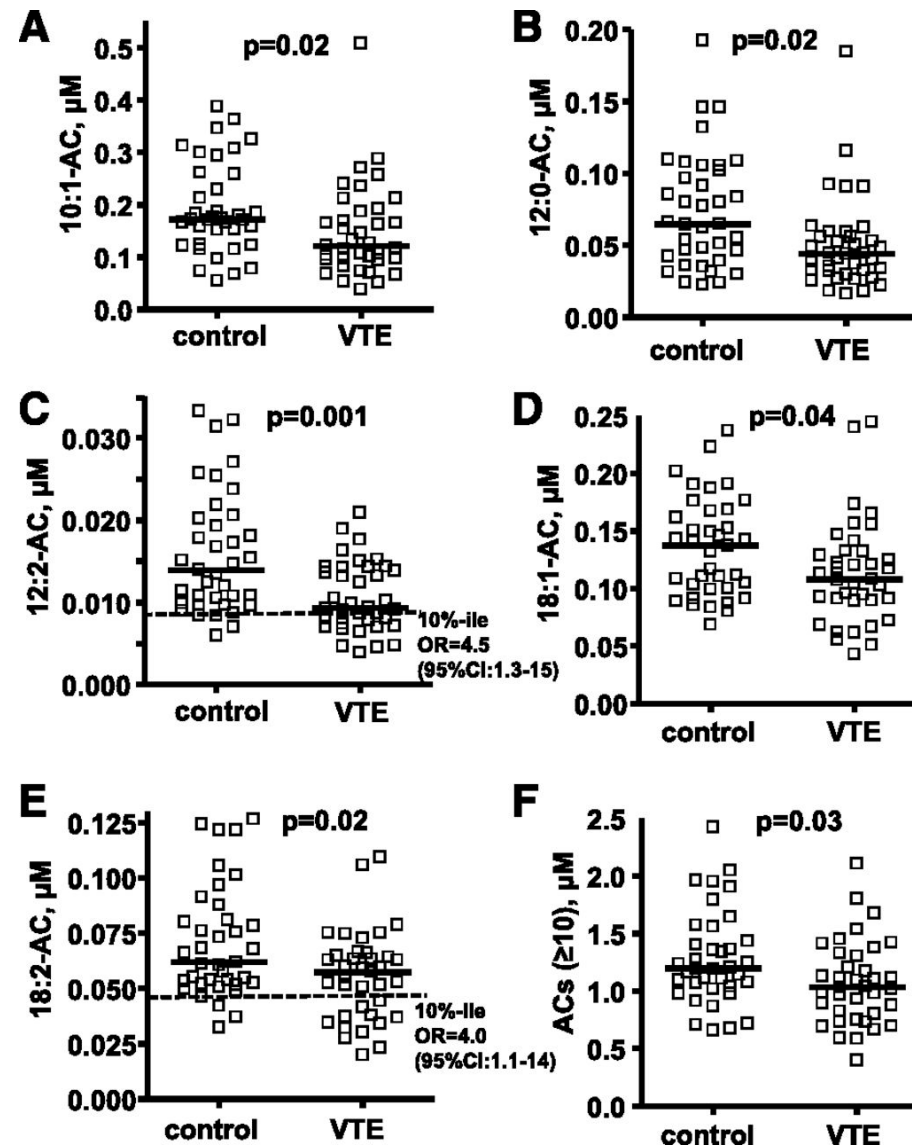 A
p=0.02
10:1-AC, µM
0.5
0.4
0.3
0.2
0.1
0.0
control
VTE
B
p=0.02
12:0-AC, µM
0.20
0.15
0.10
0.05
0.00
control
VTE
C
p=0.001
12:2-AC, µM
0.030
0.020
0.010
0.000
10%-ile
OR=4.5
(95%CI:1.3-15)
control
VTE
D
p=0.04
18:1-AC, µM
0.25
0.20
0.15
0.10
0.05
0.00
control
VTE
E
p=0.02
18:2-AC, µM
0.125
0.100
0.075
0.050
0.025
0.000
10%-ile
OR=4.0
(95%CI:1.1-14)
control
VTE
F
p=0.03
ACs (≥10), µM
2.5
2.0
1.5
1.0
0.5
0.0
control
VTE